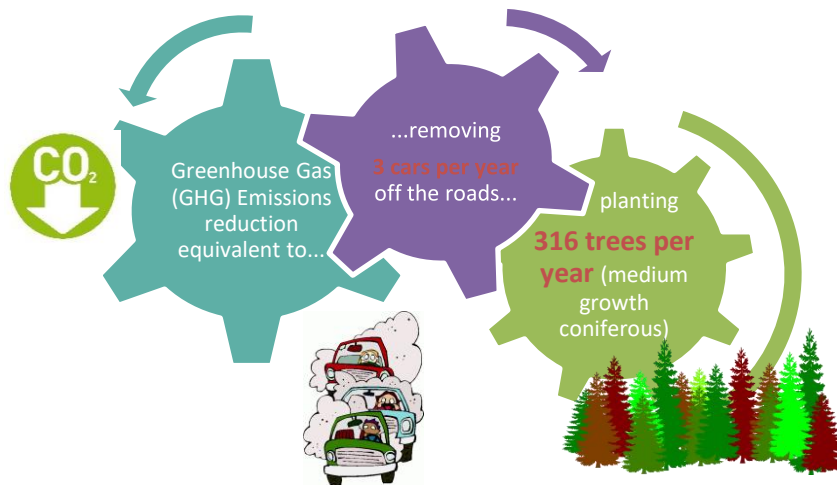 CO2
Greenhouse Gas
(GHG) Emissions
reduction
equivalent to...
...removing
3 cars per year
off the roads...
planting
316 trees per
year (medium
growth
coniferous)